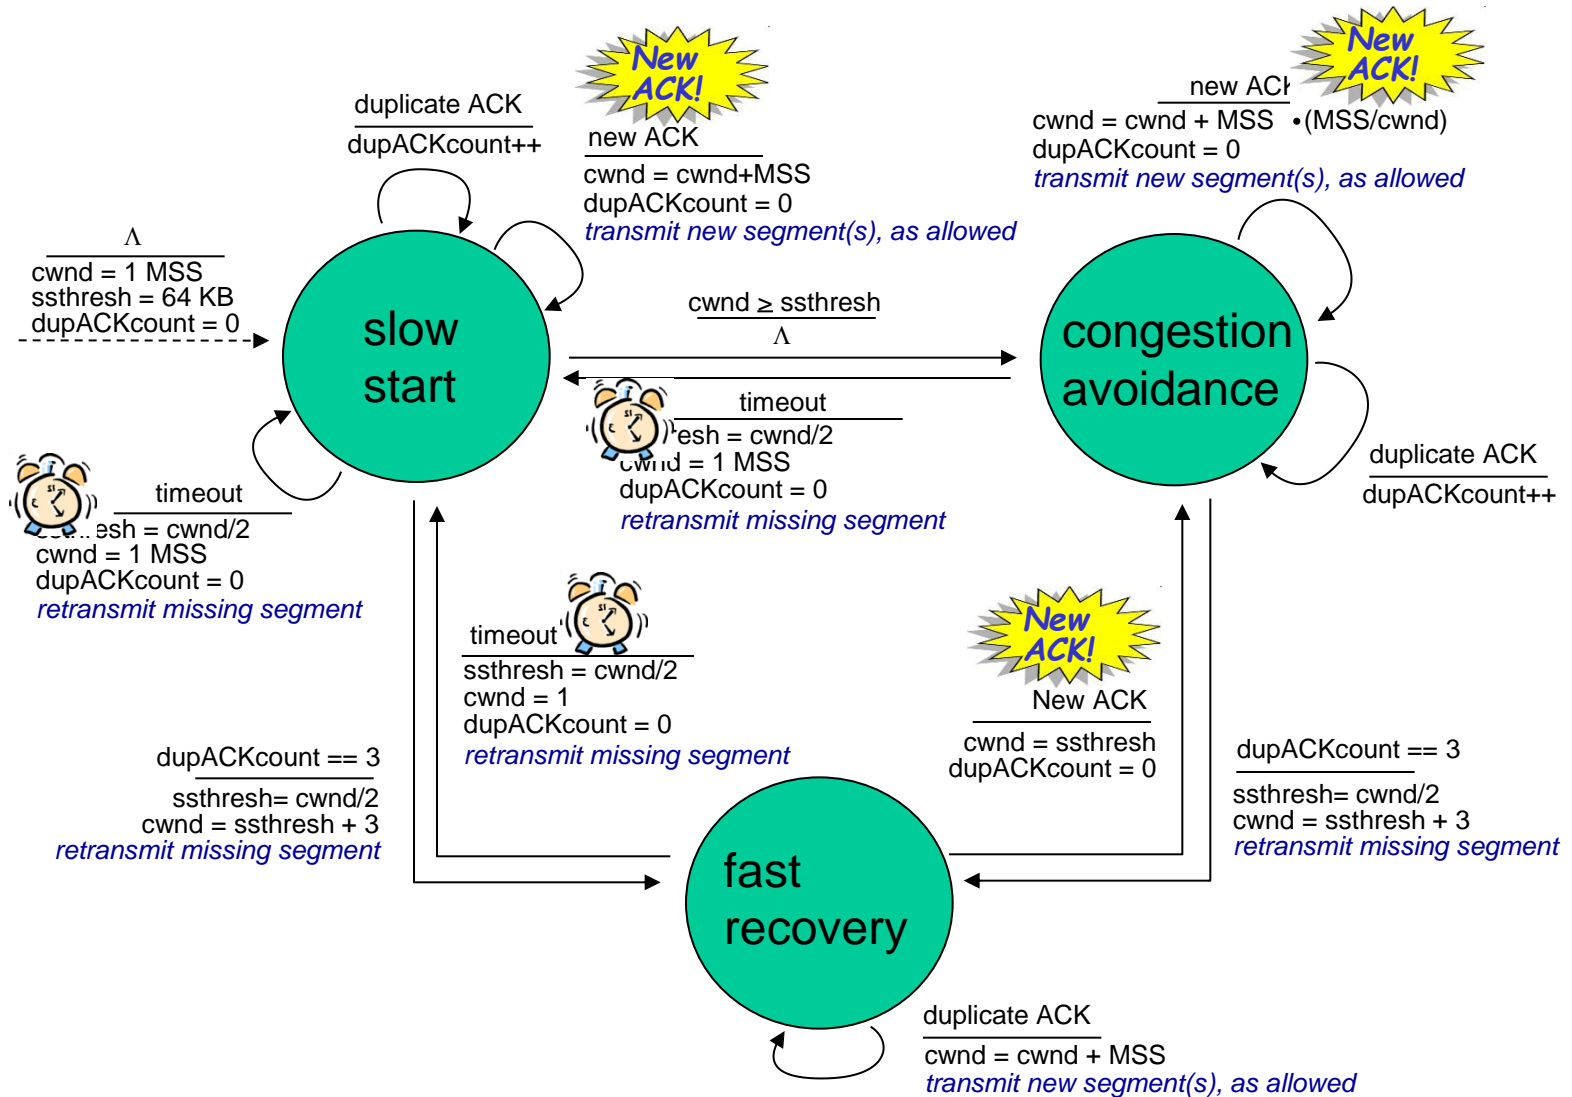 New
ACK!
duplicate ACK
dupACKcount++
new ACK
cwnd = cwnd+MSS
dupACKcount = 0
transmit new segment(s), as allowed
New
ACK!
new ACK
cwnd = cwnd + MSS •(MSS/cwnd)
dupACKcount = 0
transmit new segment(s), as allowed
Λ
cwnd = 1 MSS
ssthresh = 64 KB
dupACKcount = 0
slow
start
cwnd ≥ ssthresh
Λ
congestion
avoidance
timeout
esh = cwnd/2
cwnd = 1 MSS
dupACKcount = 0
retransmit missing segment
duplicate ACK
dupACKcount++
timeout
esh = cwnd/2
cwnd = 1 MSS
dupACKcount = 0
retransmit missing segment
timeout
ssthresh = cwnd/2
cwnd = 1
dupACKcount = 0
retransmit missing segment
New
ACK!
New ACK
cwnd = ssthresh
dupACKcount = 0
dupACKcount == 3
ssthresh= cwnd/2
cwnd = ssthresh + 3
retransmit missing segment
dupACKcount == 3
ssthresh= cwnd/2
cwnd = ssthresh + 3
retransmit missing segment
fast
recovery
duplicate ACK
cwnd = cwnd + MSS
transmit new segment(s), as allowed